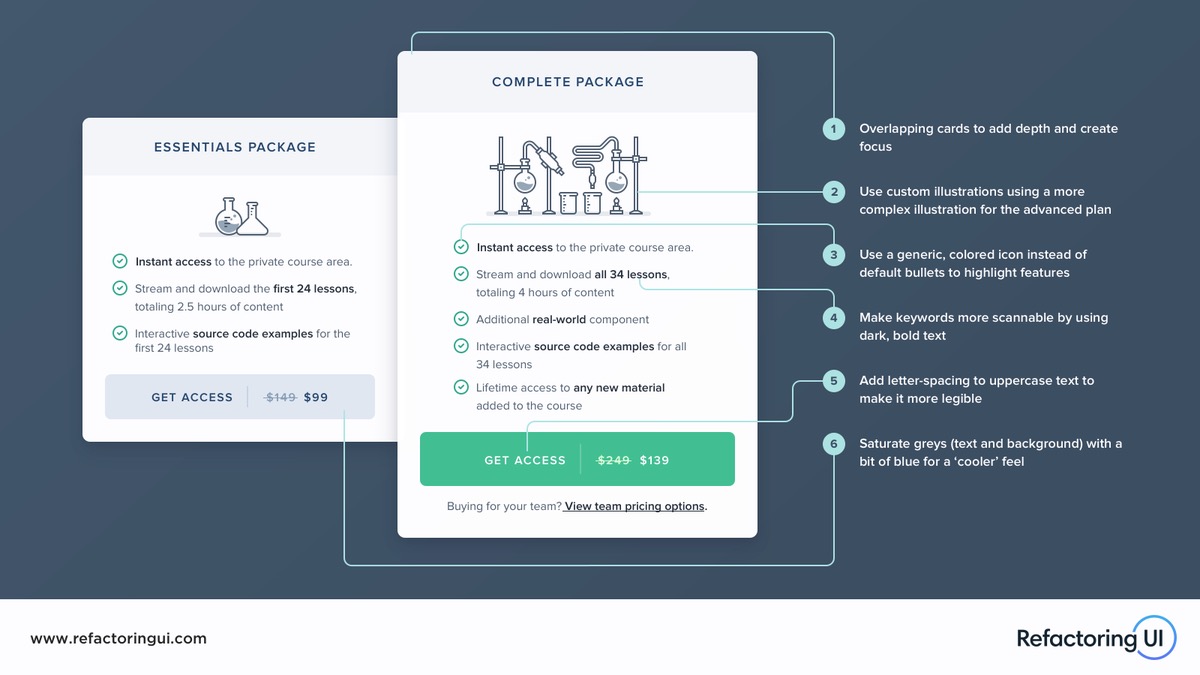 ESSENTIALS PACKAGE
Instant access to the private course area.
Stream and download the first 24 lessons,
totaling 2.5 hours of content
Interactive source code examples for the
first 24 lessons
GET ACCESS $149 $99
COMPLETE PACKAGE
Instant access to the private course area.
Stream and download all 34 lessons,
totaling 4 hours of content
Additional real-world component
Interactive source code examples for all
34 lessons
Lifetime access to any new material
added to the course
GET ACCESS $249 $139
Buying for your team? View team pricing options.
1 Overlapping cards to add depth and create
focus
2 Use custom illustrations using a more
complex illustration for the advanced plan
3 Use a generic, colored icon instead of
default bullets to highlight features
4 Make keywords more scannable by using
dark, bold text
5 Add letter-spacing to uppercase text to
make it more legible
6 Saturate greys (text and background) with a
bit of blue for a ‘cooler’ feel
www.refactoringui.com
Refactoring UI